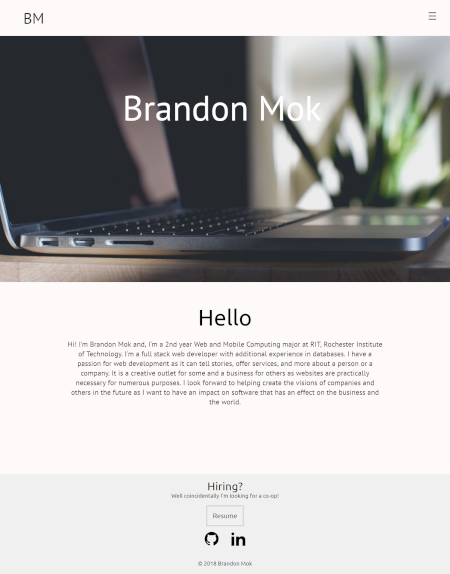 BM
Brandon Mok
Hello
Hi! I'm Brandon Mok and, I'm a 2nd year Web and Mobile Computing major at RIT, Rochester Institute
of Technology. I'm a full stack web developer with additional experience in databases. I have a
passion for web development as it can tell stories, offer services, and more about a person or a
company. It is a creative outlet for some and a business for others as websites are practically
necessary for numerous purposes. I look forward to helping create the visions of companies and
others in the future as I want to have an impact on software that has an effect on the business and
the world.
Hiring?
Well coincidentally I'm looking for a co-op!
Resume
in
© 2018 Brandon Mok